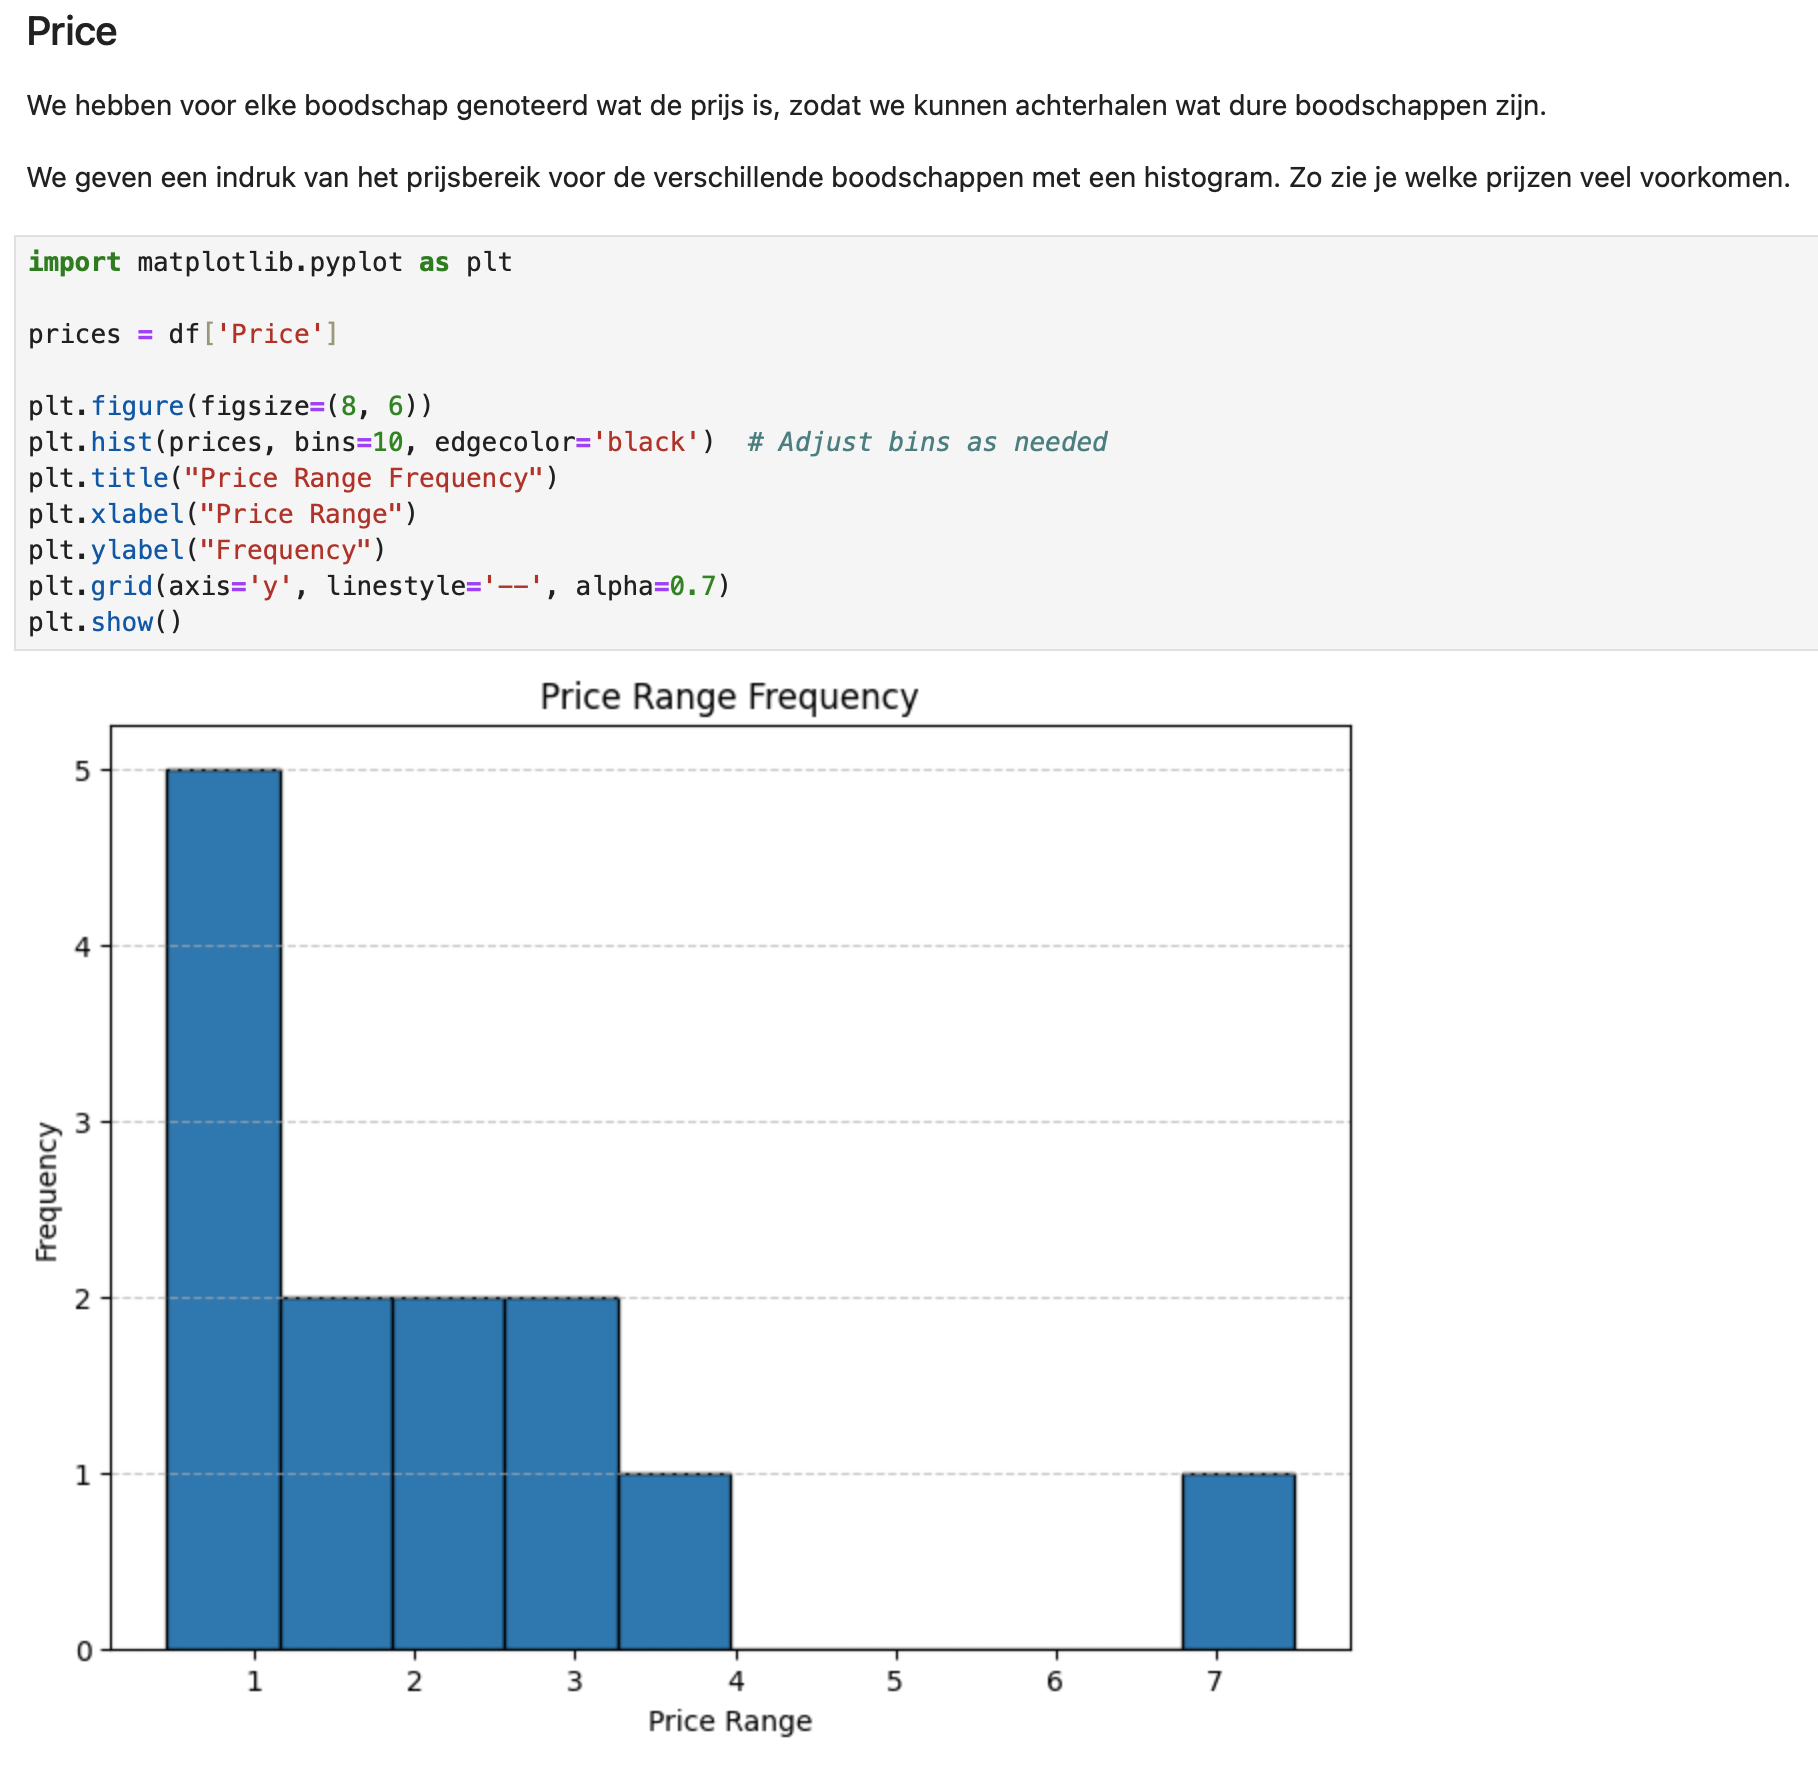 Price
We hebben voor elke boodschap genoteerd wat de prijs is, zodat we kunnen achterhalen wat dure boodschappen zijn.
We geven een indruk van het prijsbereik voor de verschillende boodschappen met een histogram. Zo zie je welke prijzen veel voorkomen.
import matplotlib.pyplot as plt
prices = df['Price']
plt.figure(figsize=(8, 6))
plt.hist(prices, bins=10, edgecolor='black')  # Adjust bins as needed
plt.title("Price Range Frequency")
plt.xlabel("Price Range")
plt.ylabel("Frequency")
plt.grid(axis='y', linestyle='--', alpha=0.7)
plt.show()
Price Range Frequency
5
4
3
2
1
0
Frequency
1 2 3 4 5 6 7
Price Range